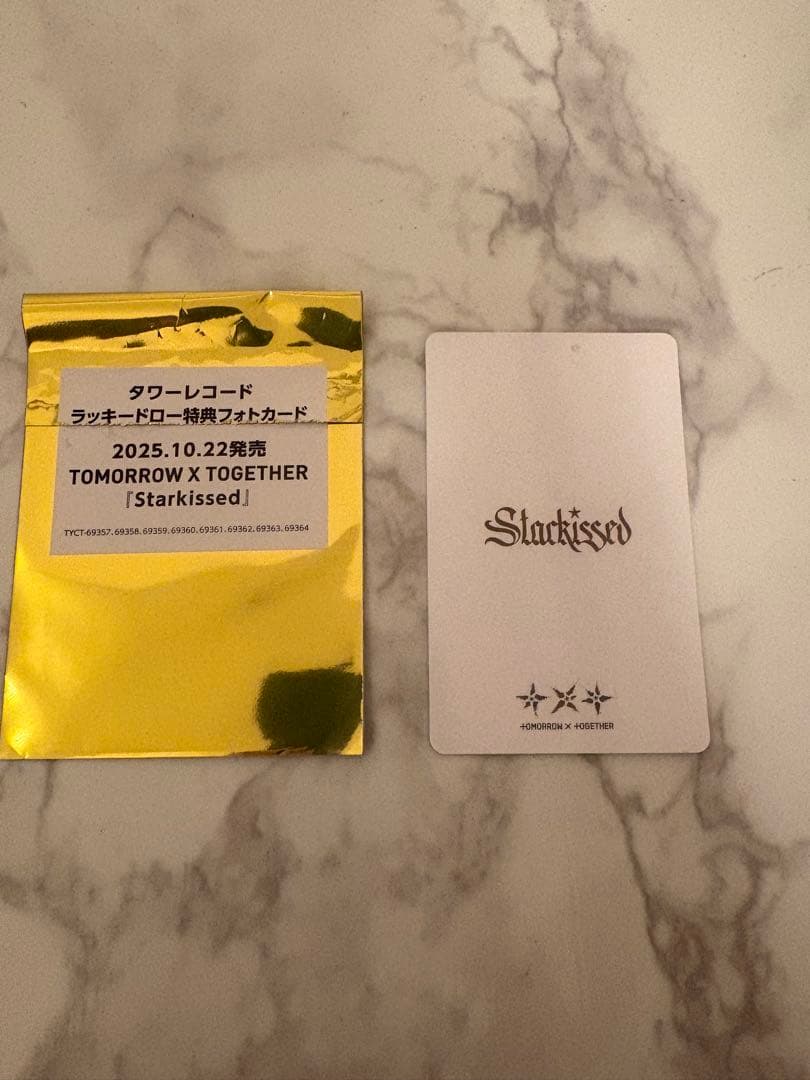 タワーレコード
ラッキードロー特典フォトカード
2025.10.22発売
TOMORROW X TOGETHER
『Starkissed』
TYCT-69357、69358、69359、69360、69361、69362、69363、69364
Starkissed
TOMORROW × TOGETHER